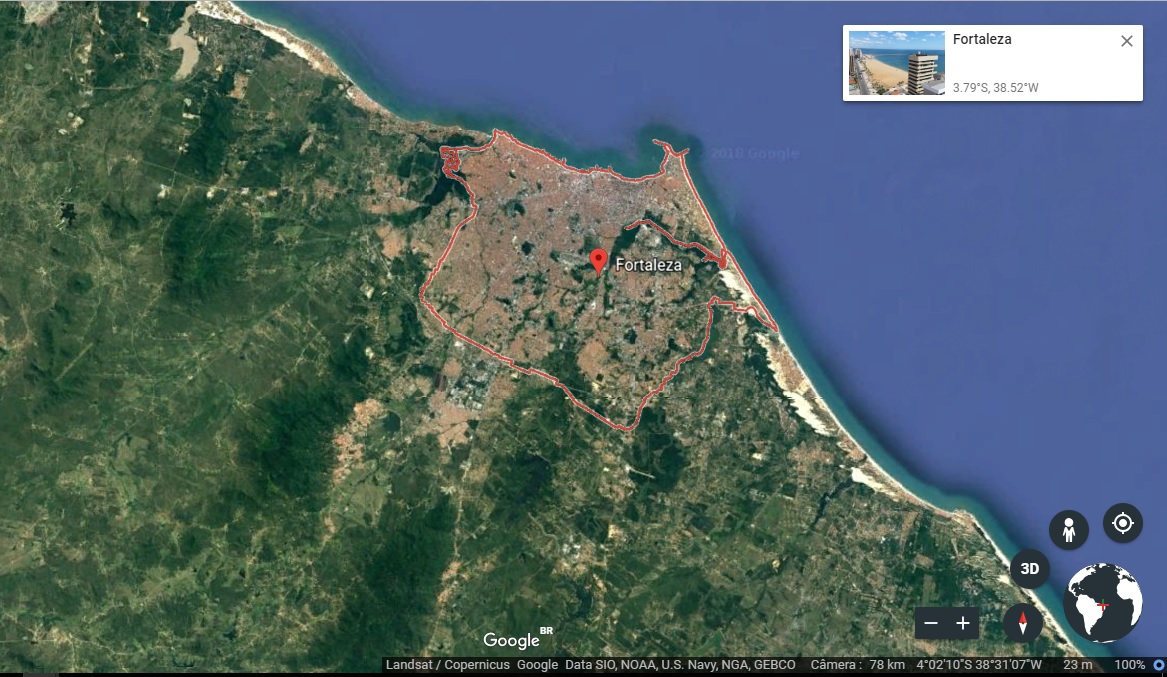 Fortaleza
3.79°S, 38.52°W
2018 Google
Fortaleza
3D
Google BR
Landsat / Copernicus Google Data SIO, NOAA, U.S. Navy, NGA, GEBCO Câmera : 78 km 4°02'10"S 38°31'07"W 23 m 100%